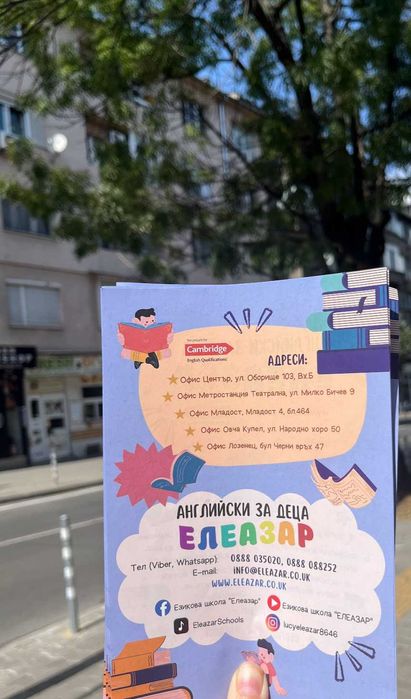 We prepare for
Cambridge
English Qualifications
АДРЕСИ:
Офис Център, ул. Оборище 103, Вх.Б
Офис Метростанция Театрална, ул. Милко Бичев 9
Офис Младост, Младост 4, бл.464
Офис Овча Купел, ул. Народно хоро 50
Офис Лозенец, бул Черни връх 47
АНГЛИЙСКИ ЗА ДЕЦА
ЕЛЕАЗАР
Тел (Viber, Whatsapp): 0888 035020, 0888 088252
E-mail: INFO@ELEAZAR.CO.UK
WWW.ELEAZAR.CO.UK
Езикова школа "Елеазар"
Езикова школа "ЕЛЕАЗАР"
EleazarSchools
lucyeleazar8646